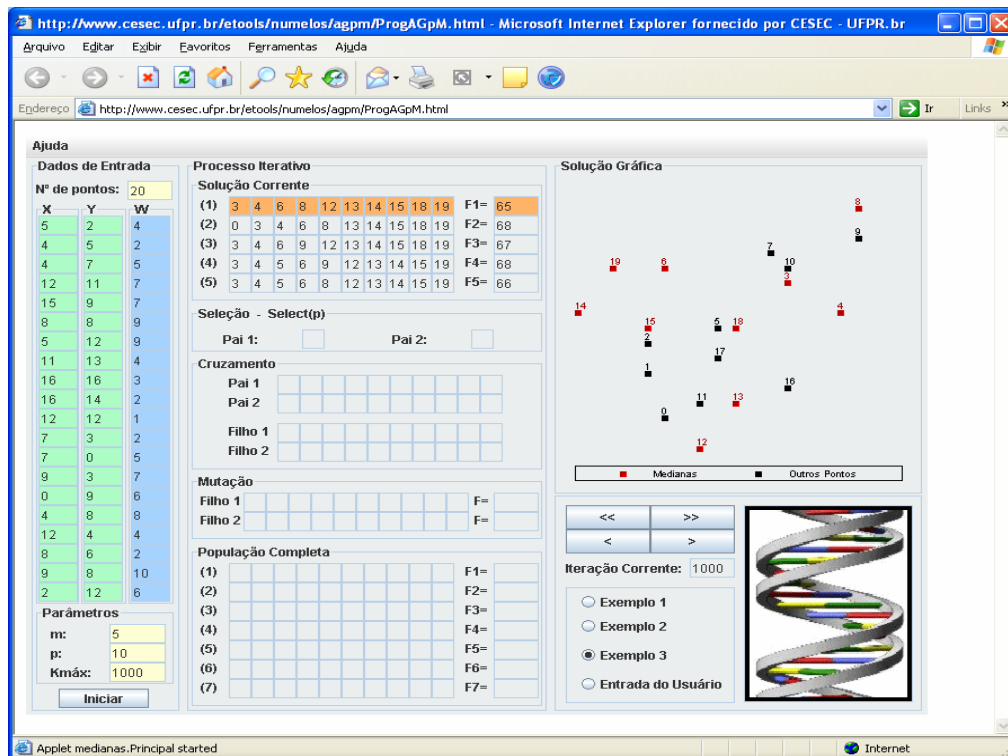 http://www.cesec.ufpr.br/etools/numelos/agpm/ProgAGpM.html - Microsoft Internet Explorer fornecido por CESEC - UFPR.br
Arquivo Editar Exibir Favoritos Ferramentas Ajuda
Endereço http://www.cesec.ufpr.br/etools/numelos/agpm/ProgAGpM.html Ir Links »
Ajuda
Dados de Entrada
Nº de pontos: 20
X Y W
5 2 4
4 5 2
4 7 5
12 11 7
15 9 7
8 8 9
5 12 9
11 13 4
16 16 3
16 14 2
12 12 1
7 3 2
7 0 5
9 3 7
0 9 6
4 8 8
12 4 4
8 6 2
9 8 10
2 12 6
Parâmetros
m: 5
p: 10
Kmáx: 1000
Iniciar
Processo Iterativo
Solução Corrente
(1) 3 4 6 8 12 13 14 15 18 19 F1= 65
(2) 0 3 4 6 8 13 14 15 18 19 F2= 68
(3) 3 4 6 9 12 13 14 15 18 19 F3= 67
(4) 3 4 5 6 9 12 13 14 15 19 F4= 68
(5) 3 4 5 6 8 12 13 14 15 19 F5= 66
Seleção - Select(p)
Pai 1: Pai 2:
Cruzamento
Pai 1
Pai 2
Filho 1
Filho 2
Mutação
Filho 1 F=
Filho 2 F=
População Completa
(1) F1=
(2) F2=
(3) F3=
(4) F4=
(5) F5=
(6) F6=
(7) F7=
Solução Gráfica
8
9
7
19 6 10
3
14 4
15 5 18
2
17
1
16
11 13
0
12
Medianas Outros Pontos
<< >>
< >
Iteração Corrente: 1000
Exemplo 1
Exemplo 2
Exemplo 3
Entrada do Usuário
Applet medianas.Principal started Internet